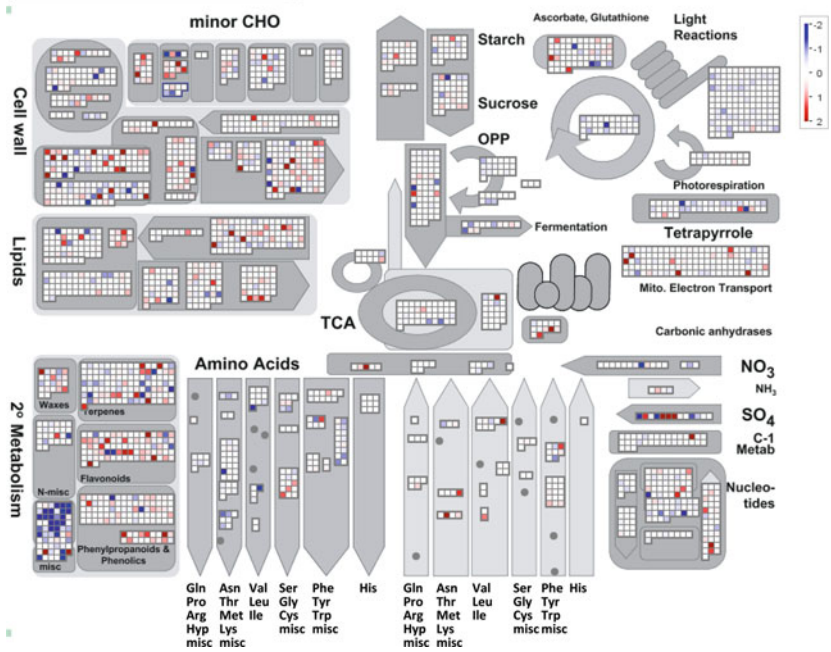 minor CHO
Ascorbate, Glutathione
Light
Reactions
-2
-1
0
1
2
Cell wall
Starch
Sucrose
OPP
Photorespiration
Lipids
Fermentation
Tetrapyrrole
Mito. Electron Transport
TCA
Carbonic anhydrases
Amino Acids
NO3
NH3
SO4
C-1
Metab
Nucleo-
tides
2º Metabolism
Waxes
Terpenes
Flavonoids
N-misc
Phenylpropanoids &
Phenolics
misc
Gln
Pro
Arg
Hyp
misc
Asn
Thr
Met
Lys
misc
Val
Leu
Ile
Ser
Gly
Cys
misc
Phe
Tyr
Trp
misc
His
Gln
Pro
Arg
Hyp
misc
Asn
Thr
Met
Lys
misc
Val
Leu
Ile
Ser
Gly
Cys
misc
Phe
Tyr
Trp
misc
His